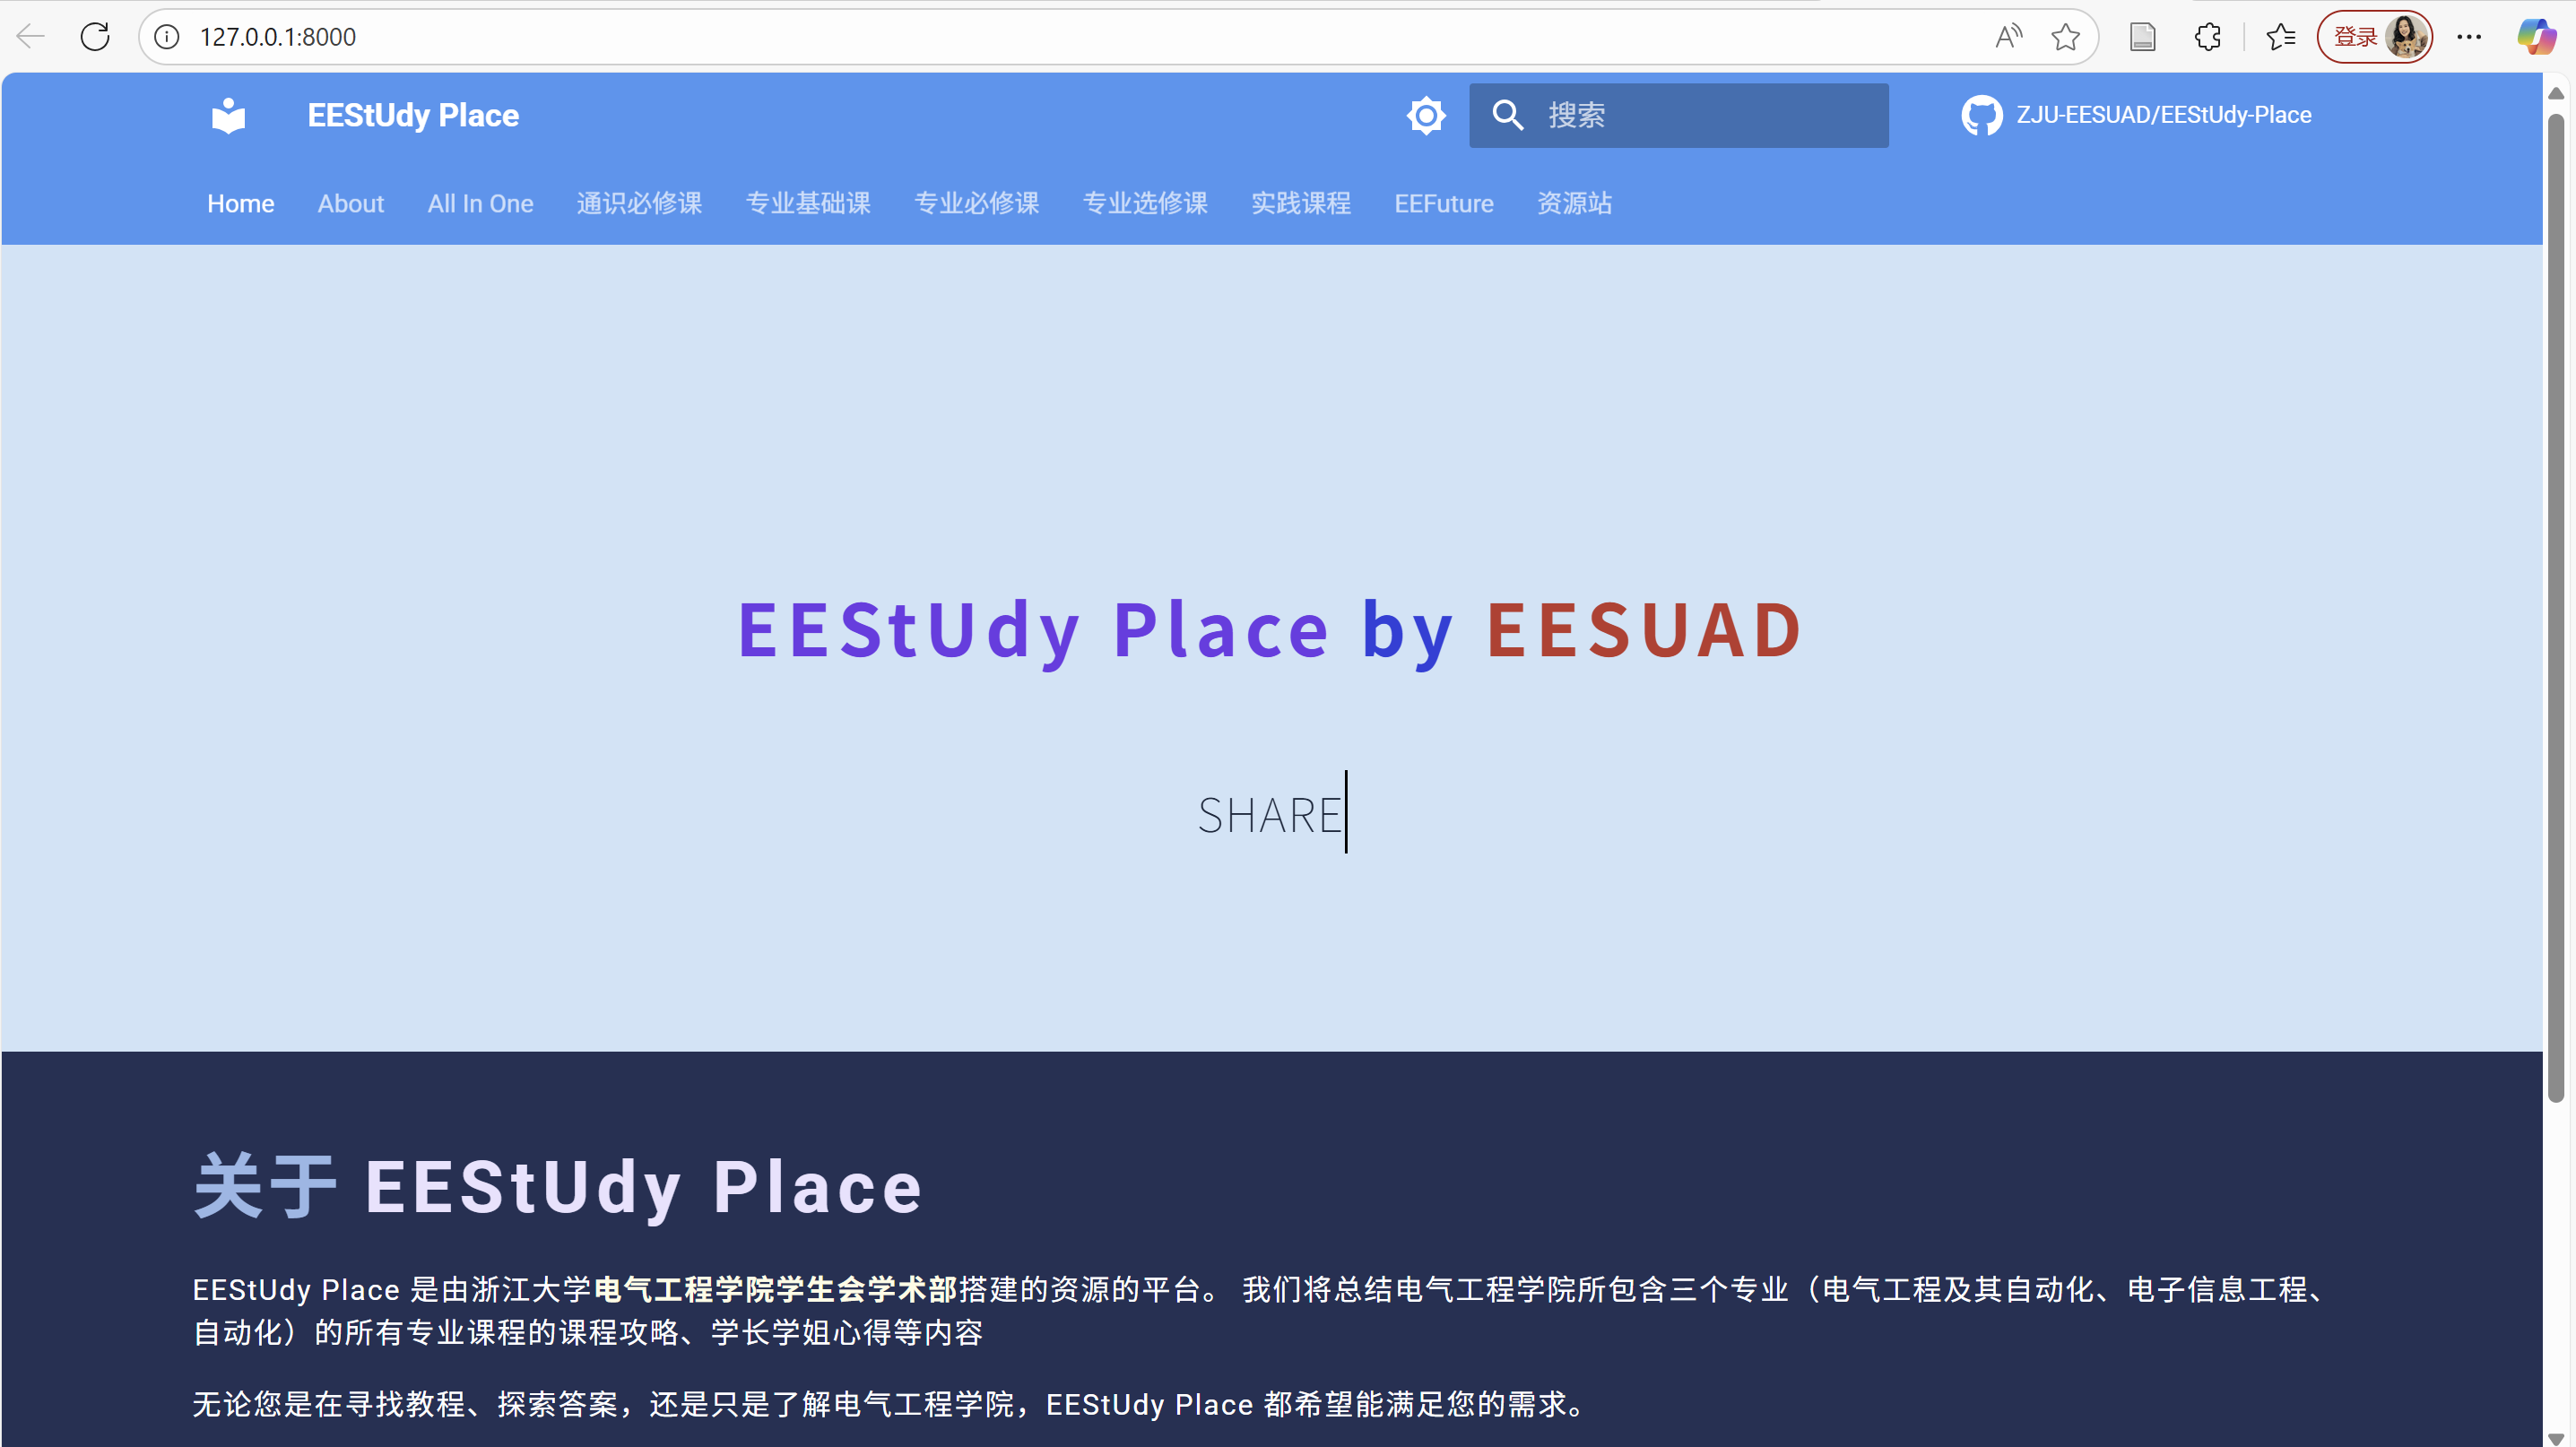 127.0.0.1:8000
登录
EEStUdy Place
搜索
ZJU-EESUAD/EEStUdy-Place
Home About All In One 通识必修课 专业基础课 专业必修课 专业选修课 实践课程 EEFuture 资源站
EEStUdy Place by EESUAD
SHARE
关于 EEStUdy Place
EEStUdy Place 是由浙江大学电气工程学院学生会学术部搭建的资源的平台。 我们将总结电气工程学院所包含三个专业（电气工程及其自动化、电子信息工程、
自动化）的所有专业课程的课程攻略、学长学姐心得等内容
无论您是在寻找教程、探索答案，还是只是了解电气工程学院，EEStUdy Place 都希望能满足您的需求。